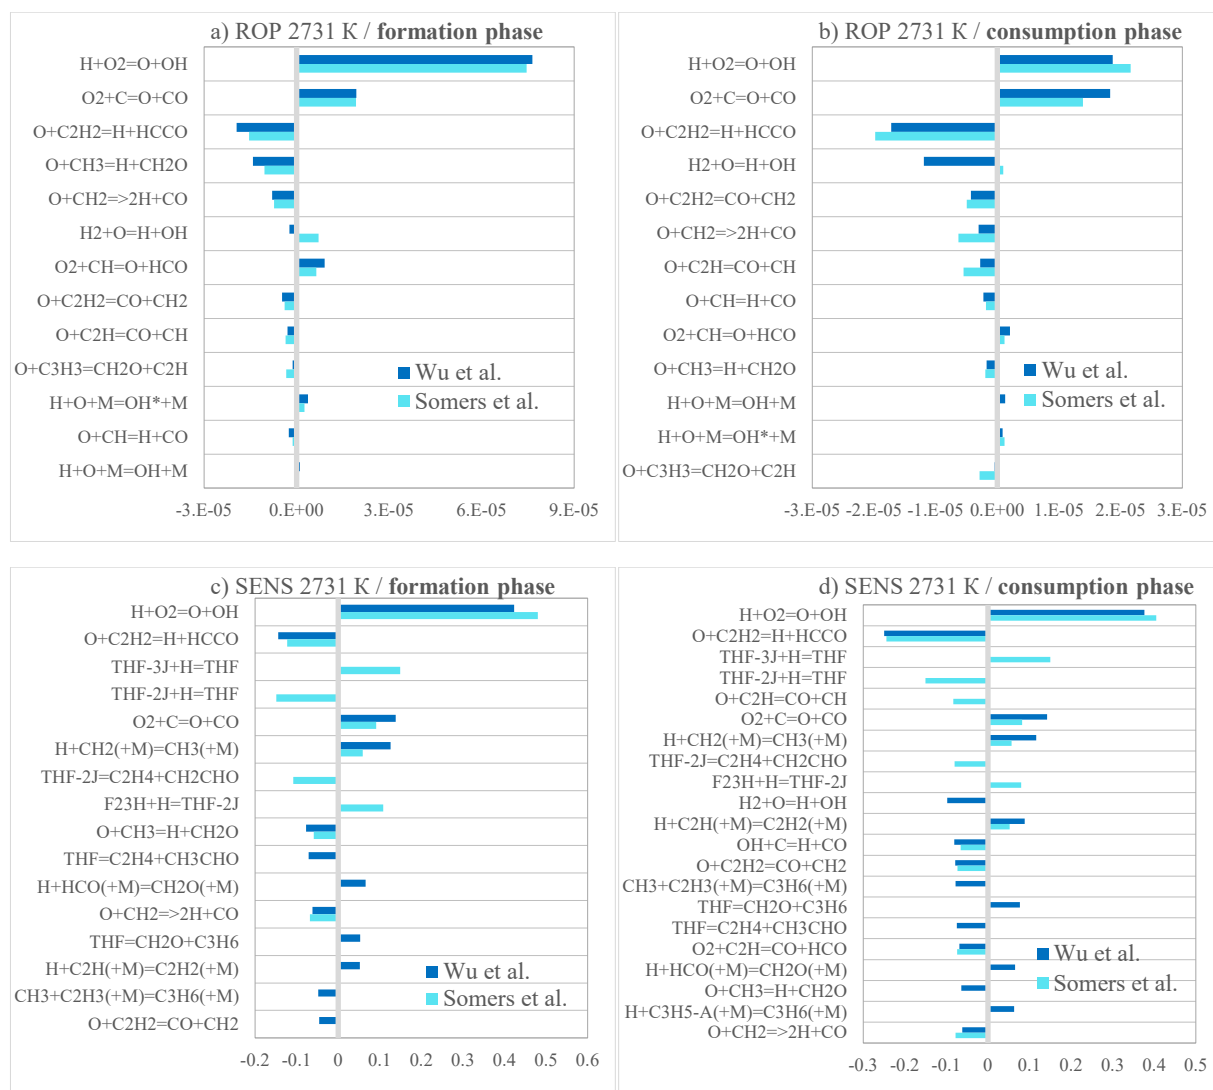 a) ROP 2731 K / formation phase
H+O2=O+OH
O2+C=O+CO
O+C2H2=H+HCCO
O+CH3=H+CH2O
O+CH2=>2H+CO
H2+O=H+OH
O2+CH=O+HCO
O+C2H2=CO+CH2
O+C2H=CO+CH
O+C3H3=CH2O+C2H
H+O+M=OH*+M
O+CH=H+CO
H+O+M=OH+M
Wu et al.
Somers et al.
-3.E-05 0.E+00 3.E-05 6.E-05 9.E-05
b) ROP 2731 K / consumption phase
H+O2=O+OH
O2+C=O+CO
O+C2H2=H+HCCO
H2+O=H+OH
O+C2H2=CO+CH2
O+CH2=>2H+CO
O+C2H=CO+CH
O+CH=H+CO
O2+CH=O+HCO
O+CH3=H+CH2O
H+O+M=OH+M
H+O+M=OH*+M
O+C3H3=CH2O+C2H
Wu et al.
Somers et al.
-3.E-05 -2.E-05 -1.E-05 0.E+00 1.E-05 2.E-05 3.E-05
c) SENS 2731 K / formation phase
H+O2=O+OH
O+C2H2=H+HCCO
THF-3J+H=THF
THF-2J+H=THF
O2+C=O+CO
H+CH2(+M)=CH3(+M)
THF-2J=C2H4+CH2CHO
F23H+H=THF-2J
O+CH3=H+CH2O
THF=C2H4+CH3CHO
H+HCO(+M)=CH2O(+M)
O+CH2=>2H+CO
THF=CH2O+C3H6
H+C2H(+M)=C2H2(+M)
CH3+C2H3(+M)=C3H6(+M)
O+C2H2=CO+CH2
Wu et al.
Somers et al.
-0.2 -0.1 0 0.1 0.2 0.3 0.4 0.5 0.6
d) SENS 2731 K / consumption phase
H+O2=O+OH
O+C2H2=H+HCCO
THF-3J+H=THF
THF-2J+H=THF
O+C2H=CO+CH
O2+C=O+CO
H+CH2(+M)=CH3(+M)
THF-2J=C2H4+CH2CHO
F23H+H=THF-2J
H2+O=H+OH
H+C2H(+M)=C2H2(+M)
OH+C=H+CO
O+C2H2=CO+CH2
CH3+C2H3(+M)=C3H6(+M)
THF=CH2O+C3H6
THF=C2H4+CH3CHO
O2+C2H=CO+HCO
H+HCO(+M)=CH2O(+M)
O+CH3=H+CH2O
H+C3H5-A(+M)=C3H6(+M)
O+CH2=>2H+CO
Wu et al.
Somers et al.
-0.3 -0.2 -0.1 0 0.1 0.2 0.3 0.4 0.5